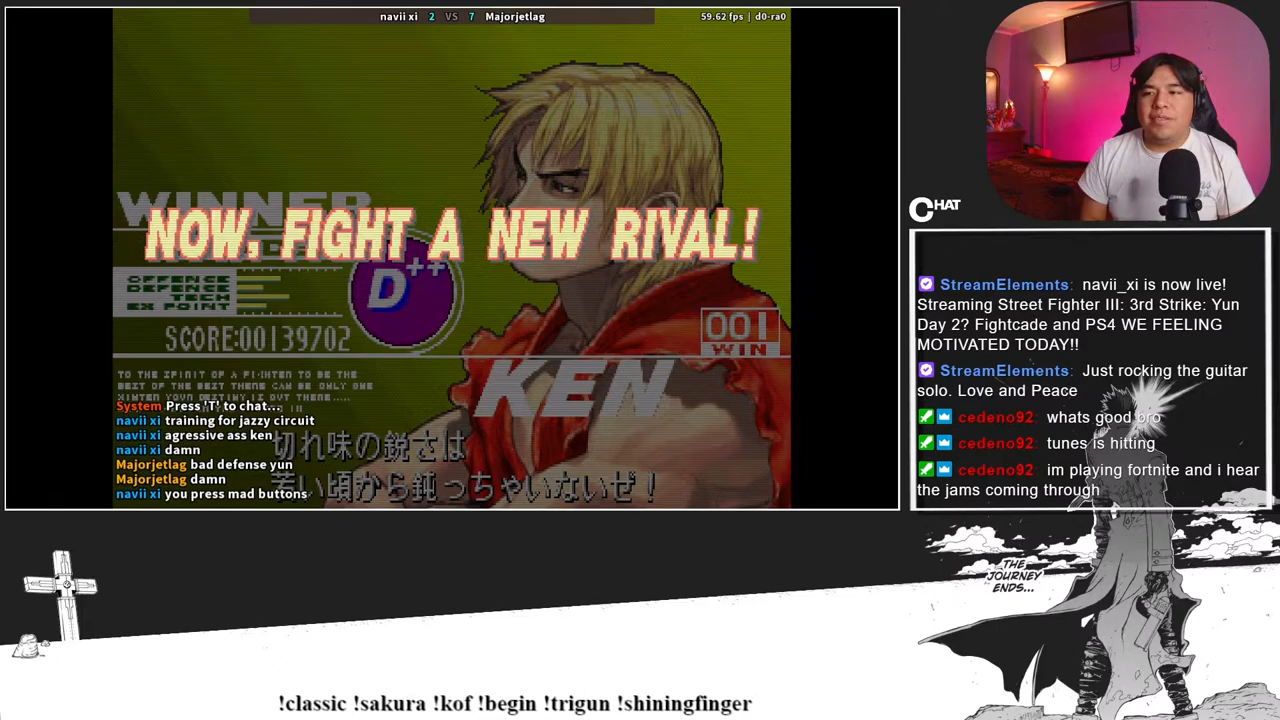 navii xi 2 VS 7 Majorjetlag
59.62 fps | d0-ra0
WINNER
NOW, FIGHT A NEW RIVAL!
OFFENCE
DEFENCE
TECH
EX POINT
D++
SCORE:00139702
001
WIN
KEN
System Press 'T' to chat...
navii xi training for jazzy circuit
navii xi agressive ass ken
navii xi damn
Majorjetlag bad defense yun
Majorjetlag damn
navii xi you press mad buttons
切れ味の鋭さは
若い頃から鈍っちゃいないぜ!
CHAT
StreamElements: navii_xi is now live!
Streaming Street Fighter III: 3rd Strike: Yun
Day 2? Fightcade and PS4 WE FEELING
MOTIVATED TODAY!!
StreamElements: Just rocking the guitar
solo. Love and Peace
cedeno92: whats good bro
cedeno92: tunes is hitting
cedeno92: im playing fortnite and i hear
the jams coming through
THE
JOURNEY
ENDS...
!classic !sakura !kof !begin !trigun !shiningfinger